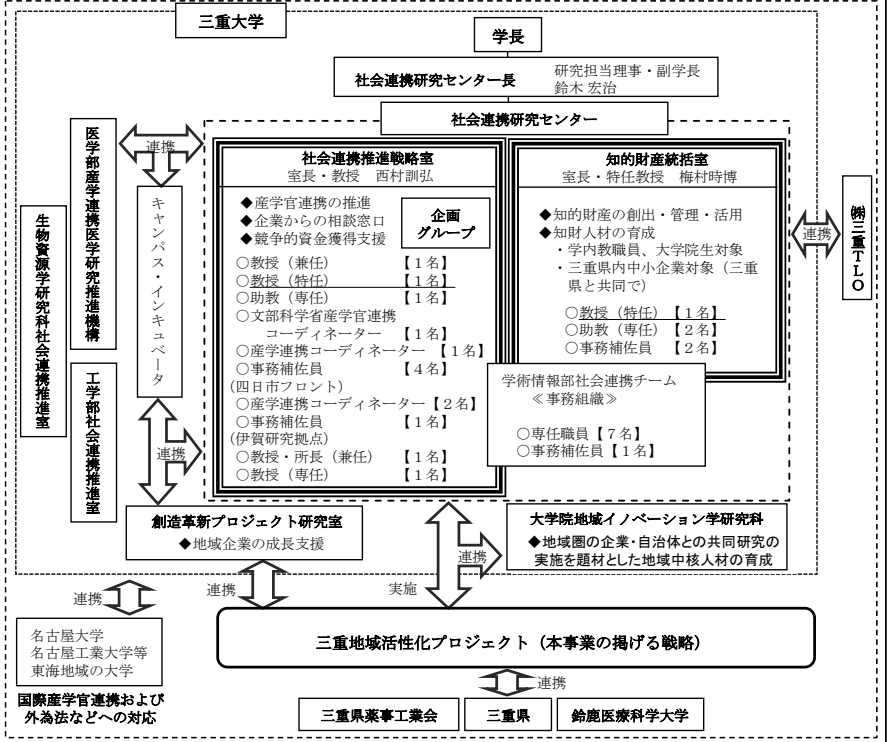 三重大学
学長
社会連携研究センター長
研究担当理事・副学長
鈴木 宏治
社会連携研究センター
医学部産学連携医学研究推進機構
生物資源学研究科社会連携推進室
工学部社会連携推進室
連携
キャンパス・インキュベータ
連携
社会連携推進戦略室
室長・教授 西村訓弘
◆産学官連携の推進
◆企業からの相談窓口
◆競争的資金獲得支援
企画
グループ
○教授（兼任） 【１名】
○教授（特任） 【１名】
○助教（専任） 【１名】
○文部科学省産学官連携
コーディネーター 【１名】
○産学連携コーディネーター 【１名】
○事務補佐員 【４名】
(四日市フロント)
○産学連携コーディネーター【２名】
○事務補佐員 【１名】
(伊賀研究拠点)
○教授・所長（兼任） 【１名】
○教授（専任） 【１名】
知的財産統括室
室長・特任教授 梅村時博
◆知的財産の創出・管理・活用
◆知財人材の育成
・学内教職員、大学院生対象
・三重県内中小企業対象（三重
県と共同で）
○教授（特任）【１名】
○助教（専任）【２名】
○事務補佐員 【２名】
学術情報部社会連携チーム
≪事務組織≫
○専任職員【７名】
○事務補佐員【１名】
連携
㈱三重ＴＬＯ
創造革新プロジェクト研究室
◆地域企業の成長支援
大学院地域イノベーション学研究科
◆地域圏の企業・自治体との共同研究の
実施を題材とした地域中核人材の育成
連携
連携
連携
実施
名古屋大学
名古屋工業大学等
東海地域の大学
国際産学官連携および
外為法などへの対応
三重地域活性化プロジェクト（本事業の掲げる戦略）
連携
三重県薬事工業会
三重県
鈴鹿医療科学大学